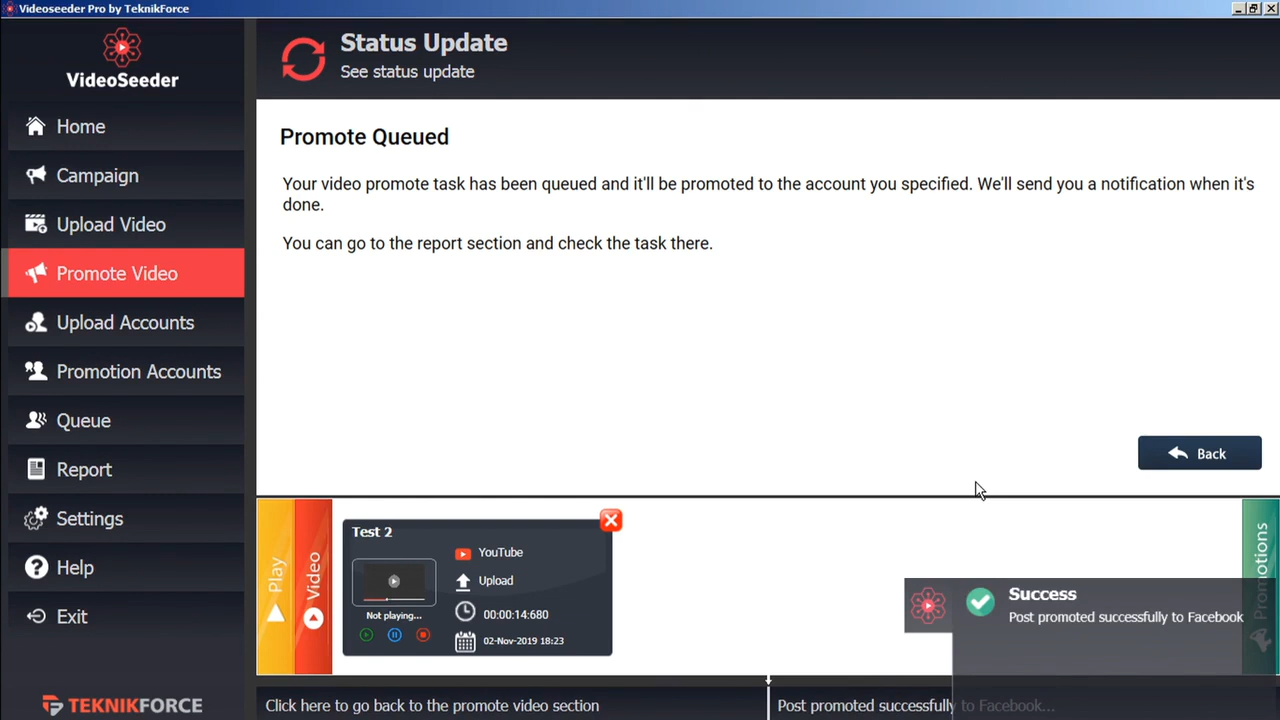 Videoseeder Pro by TeknikForce
VideoSeeder
Home
Campaign
Upload Video
Promote Video
Upload Accounts
Promotion Accounts
Queue
Report
Settings
Help
Exit
TEKNIKFORCE
Status Update
See status update
Promote Queued
Your video promote task has been queued and it'll be promoted to the account you specified. We'll send you a notification when it's
done.
You can go to the report section and check the task there.
Back
Play
Video
Test 2
Not playing...
YouTube
Upload
00:00:14:680
02-Nov-2019 18:23
Promotions
Success
Post promoted successfully to Facebook
Click here to go back to the promote video section
Post promoted successfully to Facebook...